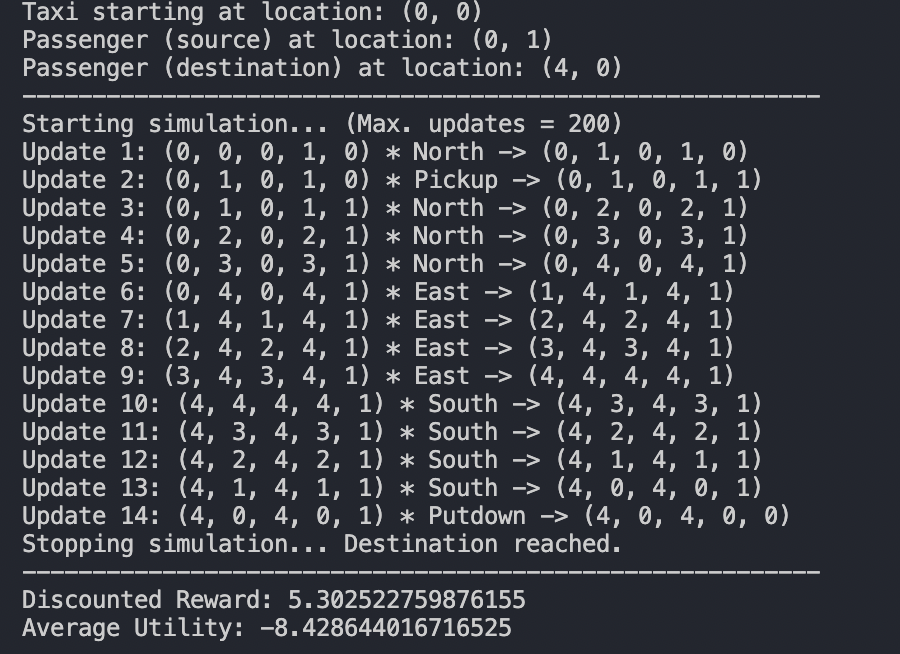 Taxi starting at location: (0, 0)
Passenger (source) at location: (0, 1)
Passenger (destination) at location: (4, 0)
Starting simulation... (Max. updates = 200)
Update 1: (0, 0, 0, 1, 0) * North -> (0, 1, 0, 1, 0)
Update 2: (0, 1, 0, 1, 0) * Pickup -> (0, 1, 0, 1, 1)
Update 3: (0, 1, 0, 1, 1) * North -> (0, 2, 0, 2, 1)
Update 4: (0, 2, 0, 2, 1) * North -> (0, 3, 0, 3, 1)
Update 5: (0, 3, 0, 3, 1) * North -> (0, 4, 0, 4, 1)
Update 6: (0, 4, 0, 4, 1) * East -> (1, 4, 1, 4, 1)
Update 7: (1, 4, 1, 4, 1) * East -> (2, 4, 2, 4, 1)
Update 8: (2, 4, 2, 4, 1) * East -> (3, 4, 3, 4, 1)
Update 9: (3, 4, 3, 4, 1) * East -> (4, 4, 4, 4, 1)
Update 10: (4, 4, 4, 4, 1) * South -> (4, 3, 4, 3, 1)
Update 11: (4, 3, 4, 3, 1) * South -> (4, 2, 4, 2, 1)
Update 12: (4, 2, 4, 2, 1) * South -> (4, 1, 4, 1, 1)
Update 13: (4, 1, 4, 1, 1) * South -> (4, 0, 4, 0, 1)
Update 14: (4, 0, 4, 0, 1) * Putdown -> (4, 0, 4, 0, 0)
Stopping simulation... Destination reached.
Discounted Reward: 5.302522759876155
Average Utility: -8.428644016716525